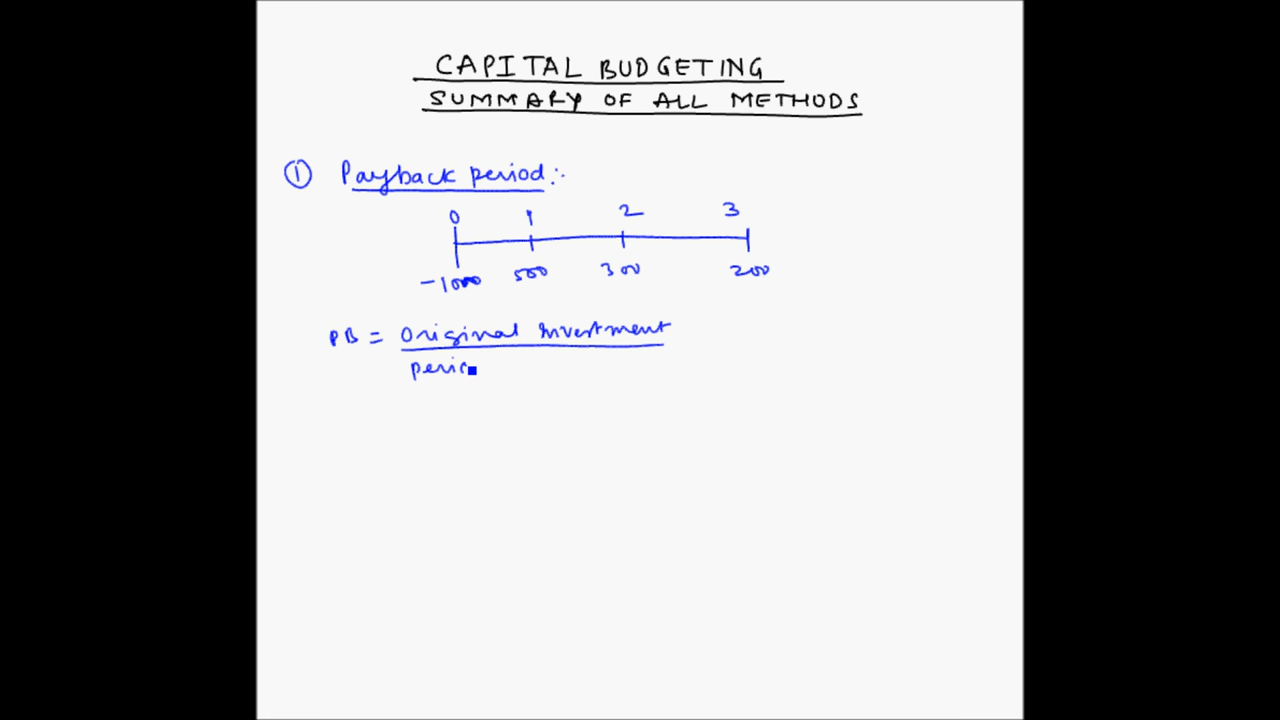 CAPITAL BUDGETING
SUMMARY OF ALL METHODS
① Payback period:
0 1 2 3
-1000 500 300 200
PB = Original Investment
peric